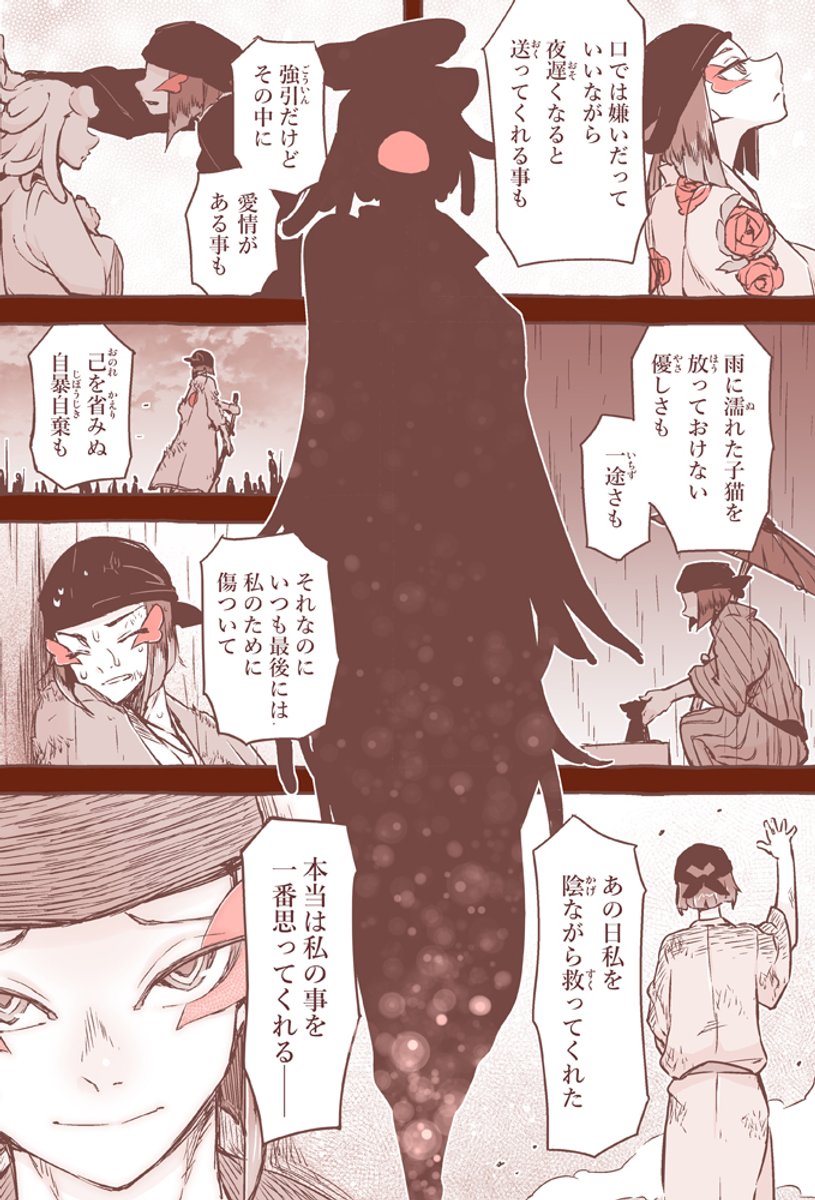 口では嫌いだって
いいながら
夜遅くなると
送ってくれる事も
強引だけど
その中に
愛情が
ある事も
雨に濡れた子猫を
放っておけない
優しさも
一途さも
己を省みぬ
自暴自棄も
それなのに
いつも最後には
私のために
傷ついて
あの日私を
陰ながら救ってくれた
本当は私の事を
一番思ってくれる──